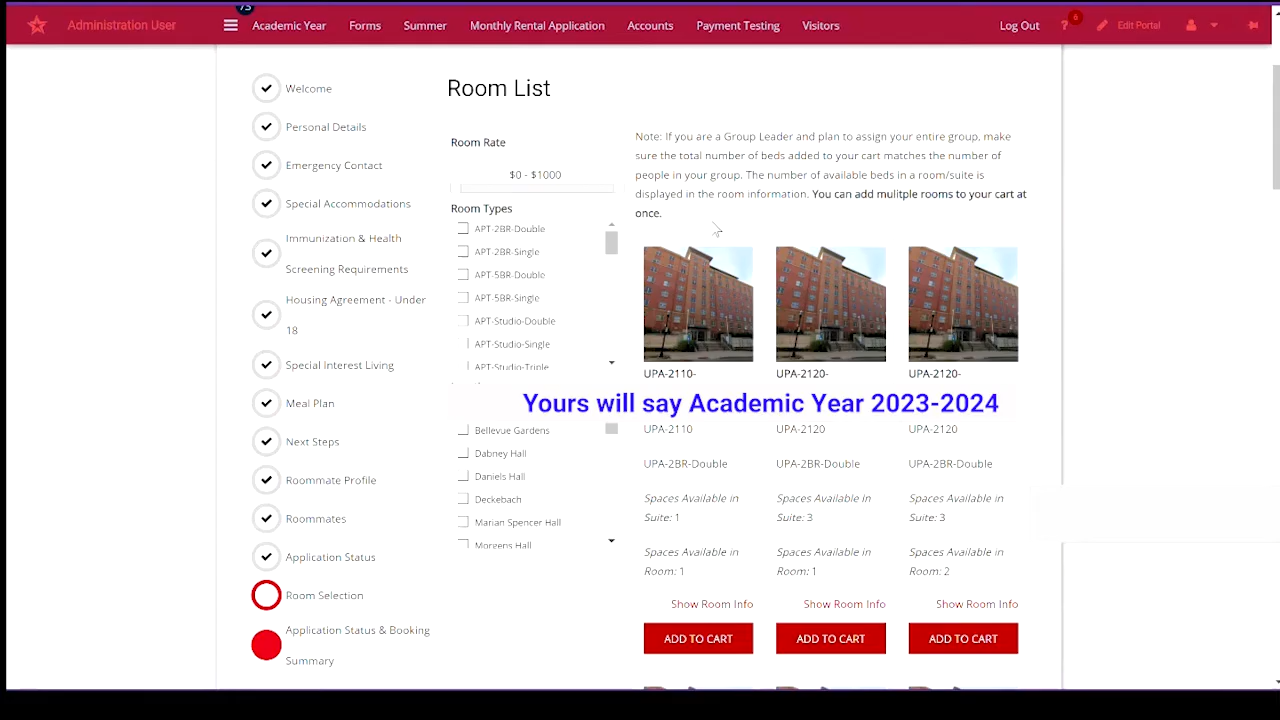 Administration User
75
Academic Year
Forms
Summer
Monthly Rental Application
Accounts
Payment Testing
Visitors
Log Out
?
6
Edit Portal
Welcome
Personal Details
Emergency Contact
Special Accommodations
Immunization & Health
Screening Requirements
Housing Agreement - Under
18
Special Interest Living
Meal Plan
Next Steps
Roommate Profile
Roommates
Application Status
Room Selection
Application Status & Booking
Summary
Room List
Room Rate
$0 - $1000
Room Types
APT-2BR-Double
APT-2BR-Single
APT-5BR-Double
APT-5BR-Single
APT-Studio-Double
APT-Studio-Single
APT-Studio-Triple
Bellevue Gardens
Dabney Hall
Daniels Hall
Deckebach
Marian Spencer Hall
Morgens Hall
Note: If you are a Group Leader and plan to assign your entire group, make
sure the total number of beds added to your cart matches the number of
people in your group. The number of available beds in a room/suite is
displayed in the room information. You can add mulitple rooms to your cart at
once.
UPA-2110-
UPA-2120-
UPA-2120-
Yours will say Academic Year 2023-2024
UPA-2110
UPA-2120
UPA-2120
UPA-2BR-Double
UPA-2BR-Double
UPA-2BR-Double
Spaces Available in
Suite: 1
Spaces Available in
Suite: 3
Spaces Available in
Suite: 3
Spaces Available in
Room: 1
Spaces Available in
Room: 1
Spaces Available in
Room: 2
Show Room Info
Show Room Info
Show Room Info
ADD TO CART
ADD TO CART
ADD TO CART